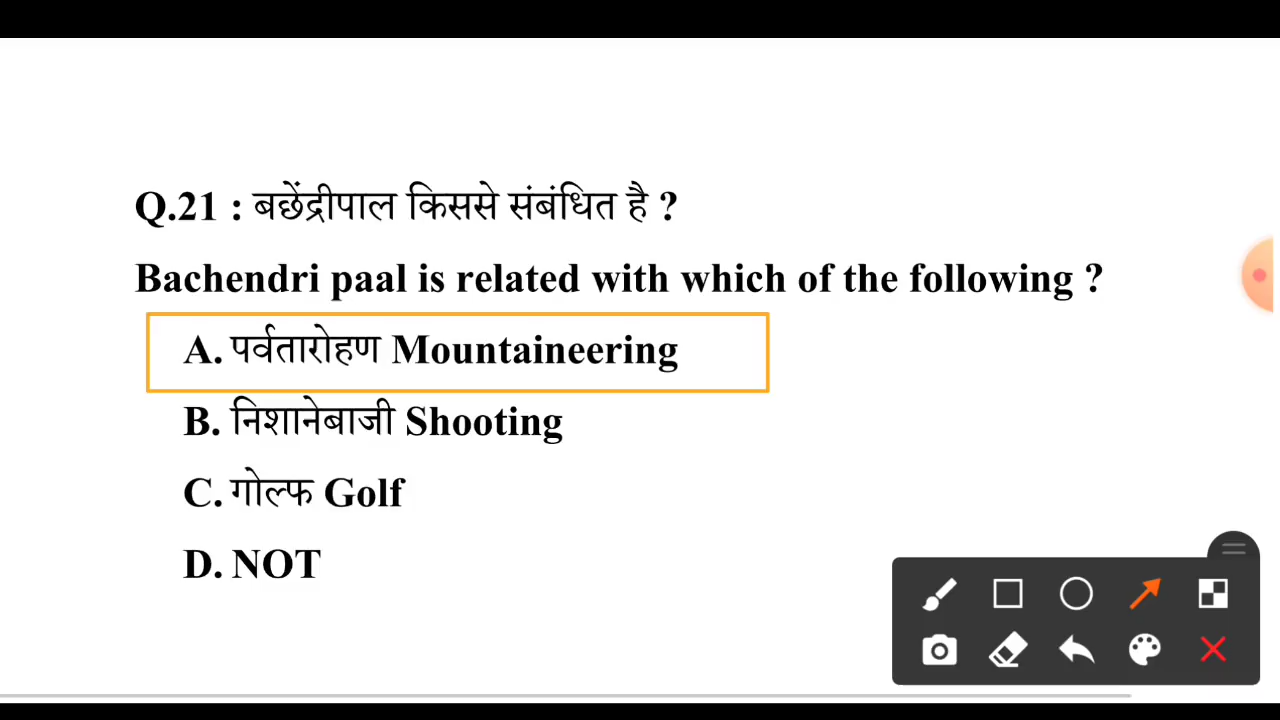 Q.21 : बछेंद्रीपाल किससे संबंधित है ?
Bachendri paal is related with which of the following ?
A. पर्वतारोहण Mountaineering
B. निशानेबाजी Shooting
C. गोल्फ Golf
D. NOT